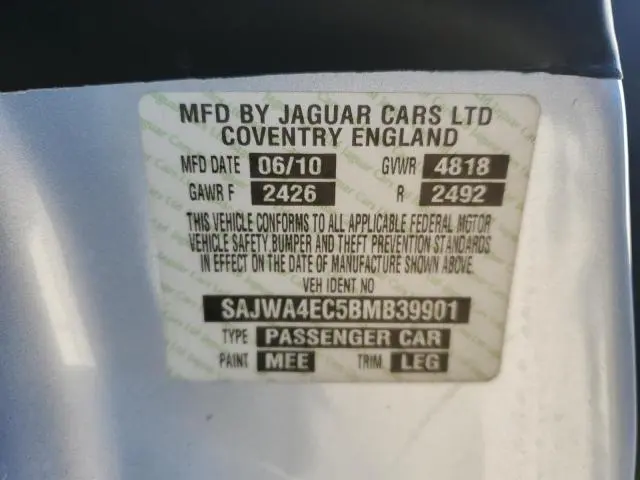 MFD BY JAGUAR CARS LTD
COVENTRY ENGLAND
MFD DATE 06/10 GVWR 4818
GAWR F 2426 R 2492
THIS VEHICLE CONFORMS TO ALL APPLICABLE FEDERAL MOTOR
VEHICLE SAFETY,BUMPER AND THEFT PREVENTION STANDARDS
IN EFFECT ON THE DATE OF MANUFACTURE SHOWN ABOVE.
VEH IDENT NO
SAJWA4EC5BMB39901
TYPE PASSENGER CAR
PAINT MEE TRIM LEG